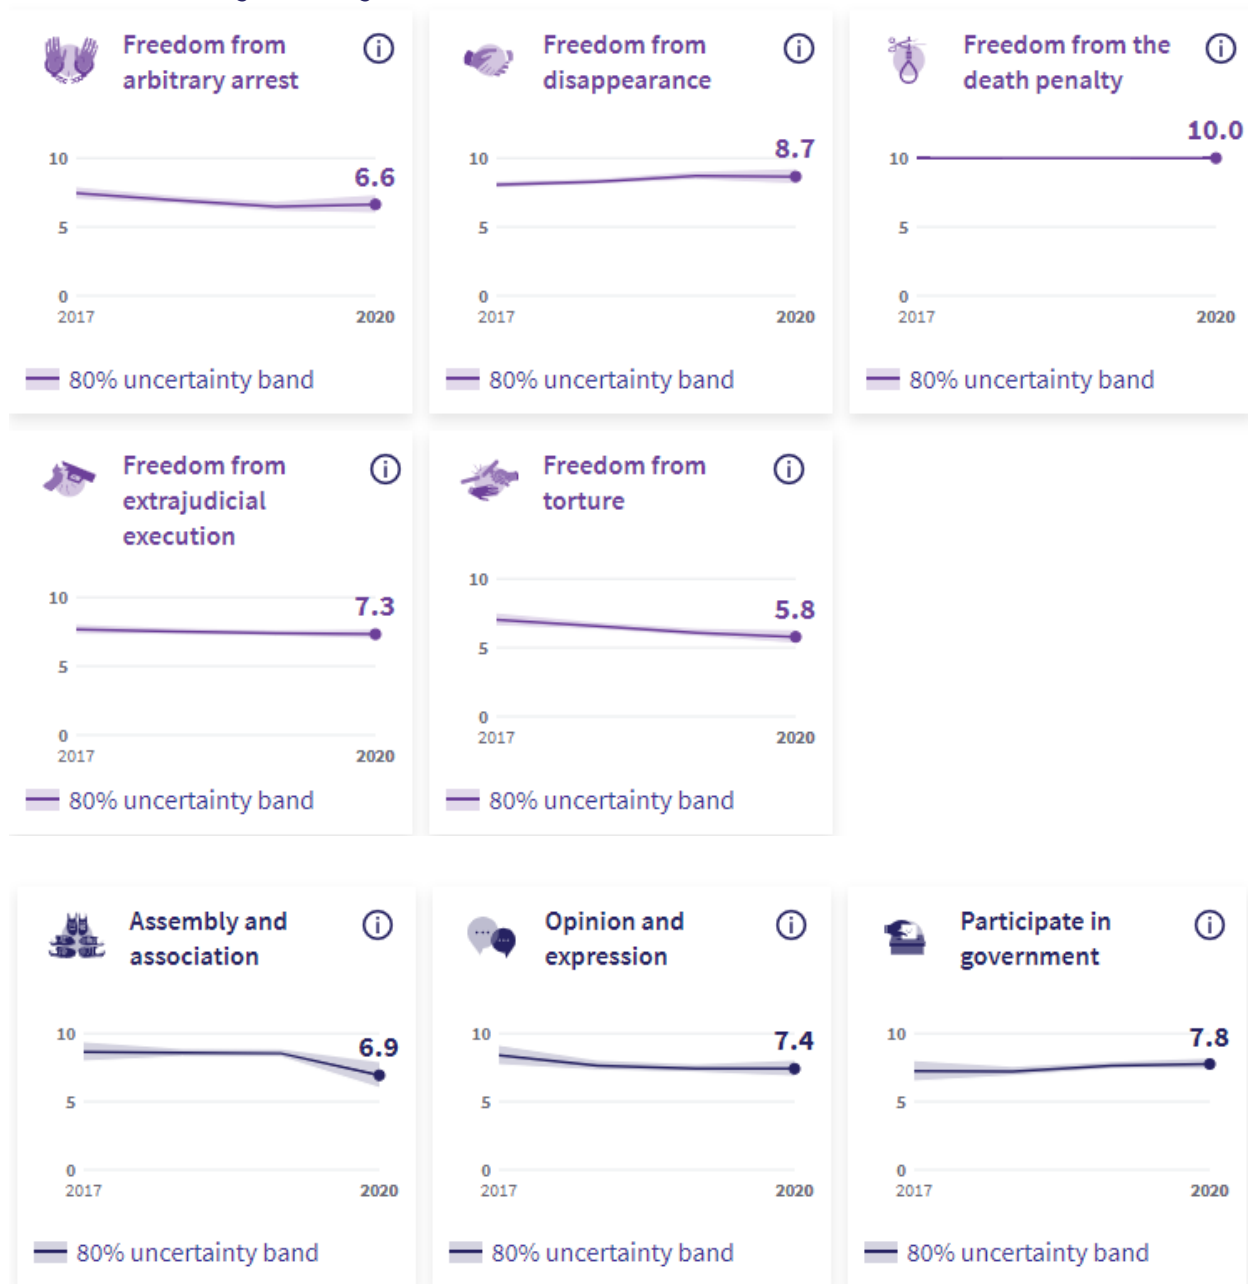 Freedom from
arbitrary arrest
10
6.6
5
0
2017
2020
80% uncertainty band
Freedom from
disappearance
10
8.7
5
0
2017
2020
80% uncertainty band
Freedom from the
death penalty
10.0
10
5
0
2017
2020
80% uncertainty band
Freedom from
extrajudicial
execution
10
7.3
5
0
2017
2020
80% uncertainty band
Freedom from
torture
10
5.8
5
0
2017
2020
80% uncertainty band
Assembly and
association
10
6.9
5
0
2017
2020
80% uncertainty band
Opinion and
expression
10
7.4
5
0
2017
2020
80% uncertainty band
Participate in
government
10
7.8
5
0
2017
2020
80% uncertainty band